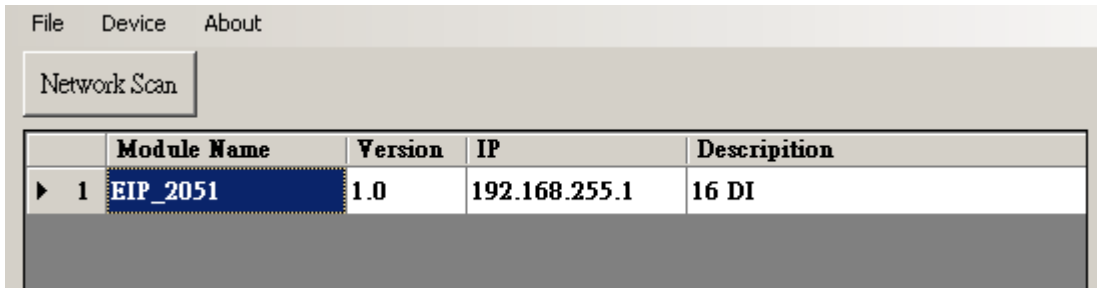 File Device About
Network Scan
Module Name Version IP Descripition
1 EIP_2051 1.0 192.168.255.1 16 DI